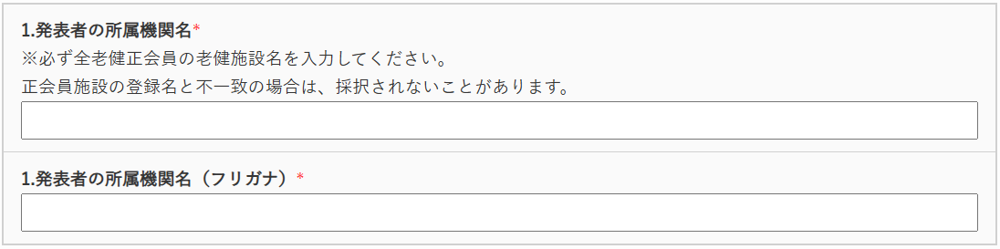 1.発表者の所属機関名*
※必ず全老健正会員の老健施設名を入力してください。
正会員施設の登録名と不一致の場合は、採択されないことがあります。
1.発表者の所属機関名（フリガナ）*